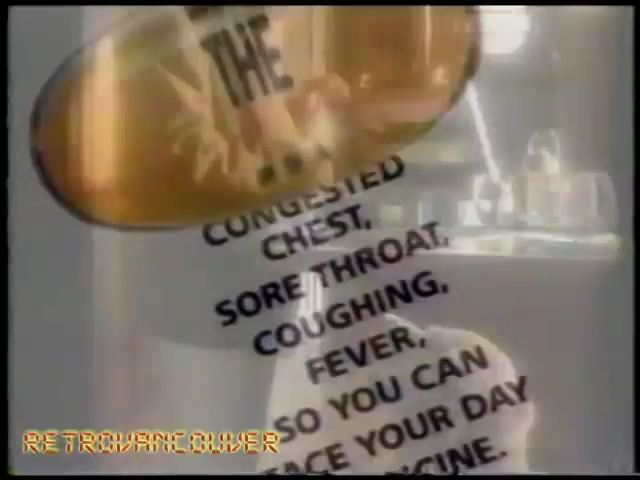 THE
CONGESTED
CHEST,
SORE THROAT,
COUGHING,
FEVER,
SO YOU CAN
FACE YOUR DAY
RETROVANCOUVER